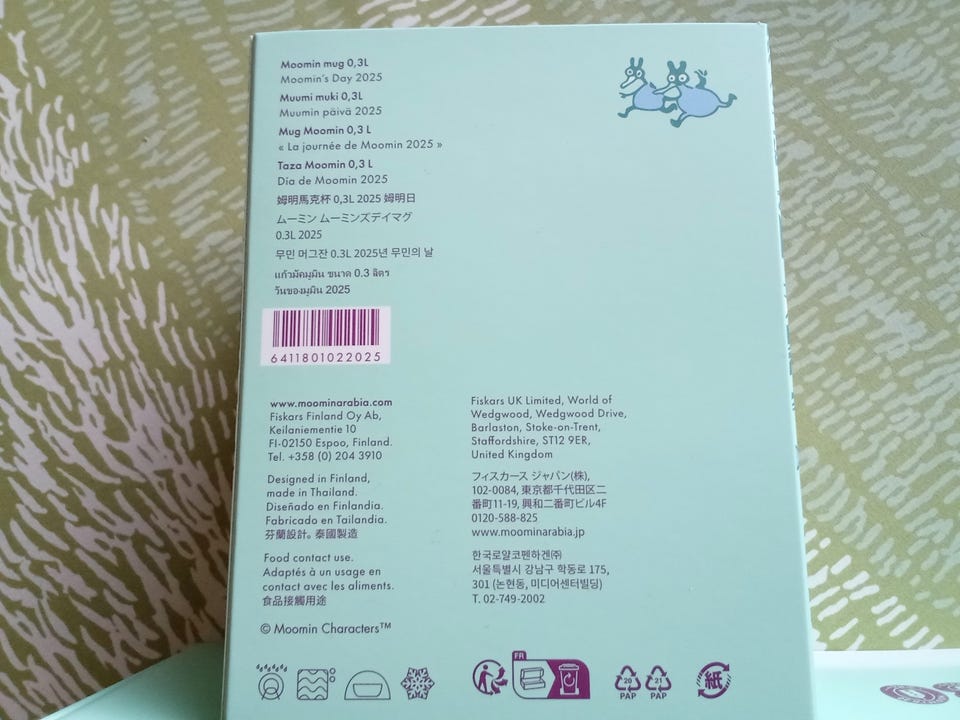 Moomin mug 0,3L
Moomin's Day 2025
Muumi muki 0,3L
Muumin päivä 2025
Mug Moomin 0,3 L
« La journée de Moomin 2025 »
Taza Moomin 0,3 L
Día de Moomin 2025
姆明馬克杯 0,3L 2025 姆明日
ムーミン ムーミンズデイマグ
0.3L 2025
무민 머그잔 0.3L 2025년 무민의 날
แก้วมัคมูมิน ขนาด 0.3 ลิตร
วันของมูมิน 2025
6411801022025
www.moominarabia.com
Fiskars Finland Oy Ab,
Keilaniementie 10
FI-02150 Espoo, Finland.
Tel. +358 (0) 204 3910
Designed in Finland,
made in Thailand.
Diseñado en Finlandia.
Fabricado en Tailandia.
芬蘭設計。泰國製造
Food contact use.
Adaptés à un usage en
contact avec les aliments.
食品接觸用途
© Moomin Characters™
Fiskars UK Limited, World of
Wedgwood, Wedgwood Drive,
Barlaston, Stoke-on-Trent,
Staffordshire, ST12 9ER,
United Kingdom
フィスカース ジャパン(株),
102-0084, 東京都千代田区二
番町11-19, 興和二番町ビル4F
0120-588-825
www.moominarabia.jp
한국로얄코펜하겐㈜
서울특별시 강남구 학동로 175,
301 (논현동, 미디어센터빌딩)
T. 02-749-2002
FR
20
PAP
21
PAP
紙